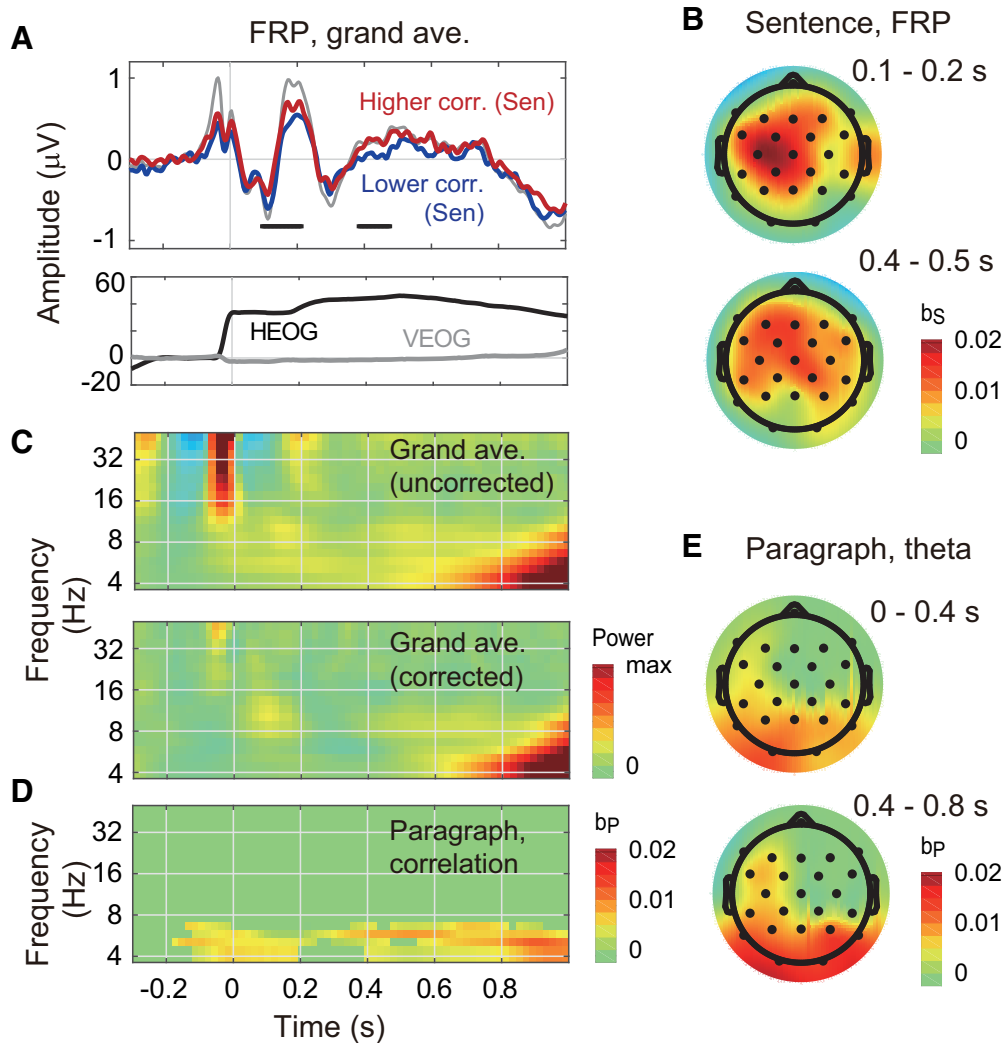 A
FRP, grand ave.
Amplitude (μV)
1
0
-1
Higher corr. (Sen)
Lower corr.
(Sen)
60
0
-20
HEOG
VEOG
B
Sentence, FRP
0.1 - 0.2 s
0.4 - 0.5 s
bS
0.02
0.01
0
C
Frequency
(Hz)
32
16
8
4
Grand ave.
(uncorrected)
32
16
8
4
Grand ave.
(corrected)
Power
max
0
D
Frequency
(Hz)
32
16
8
4
Paragraph,
correlation
bP
0.02
0.01
0
-0.2
0
0.2
0.4
0.6
0.8
Time (s)
E
Paragraph, theta
0 - 0.4 s
0.4 - 0.8 s
bP
0.02
0.01
0